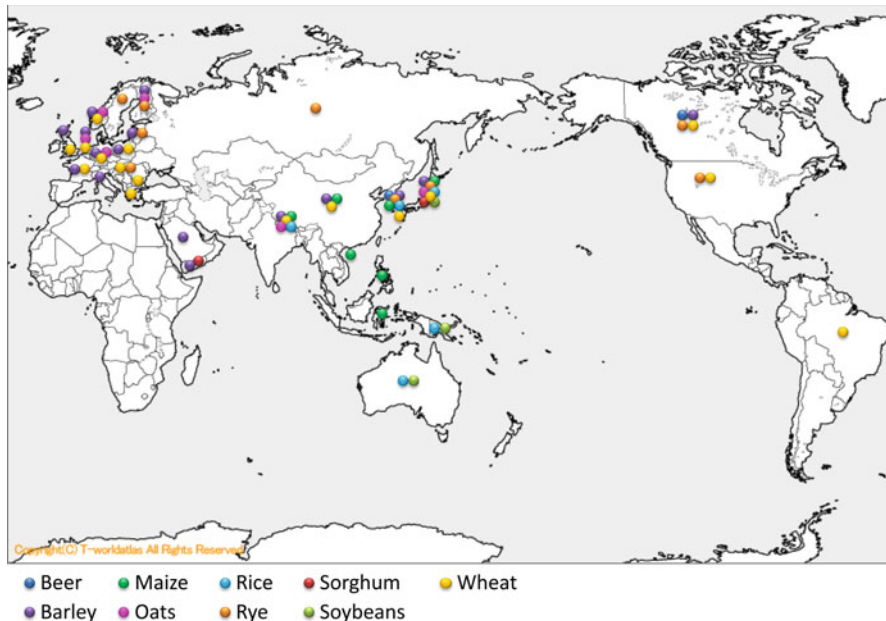 Copyright(C) T-worldatlas All Rights Reserved
Beer Maize Rice Sorghum Wheat
Barley Oats Rye Soybeans